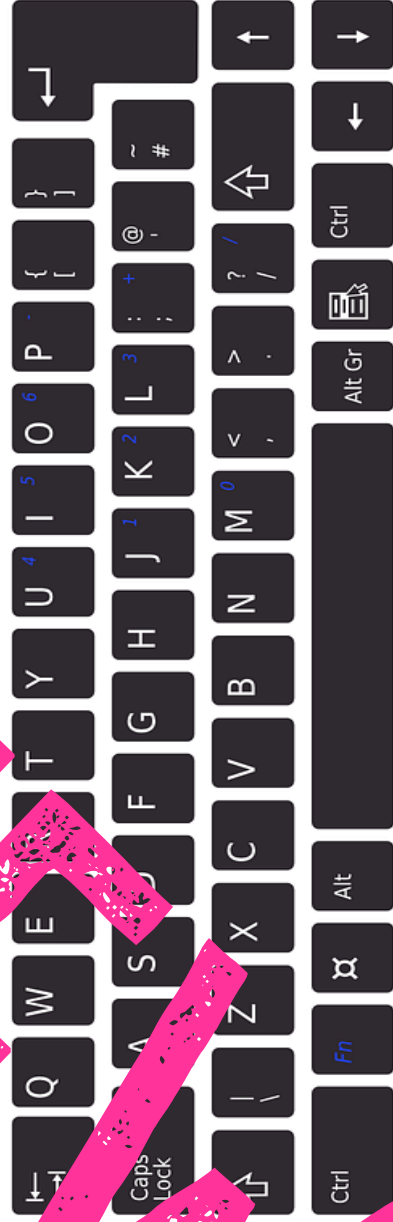 Q W E T Y U 4 I 5 O 6 P - { [ } ]
Caps Lock A S F G H J 1 K 2 L 3 : ; + @ ' ~ #
| \ Z X C V B N M 0 < , > . ? / /
Ctrl Fn Alt Alt Gr Ctrl